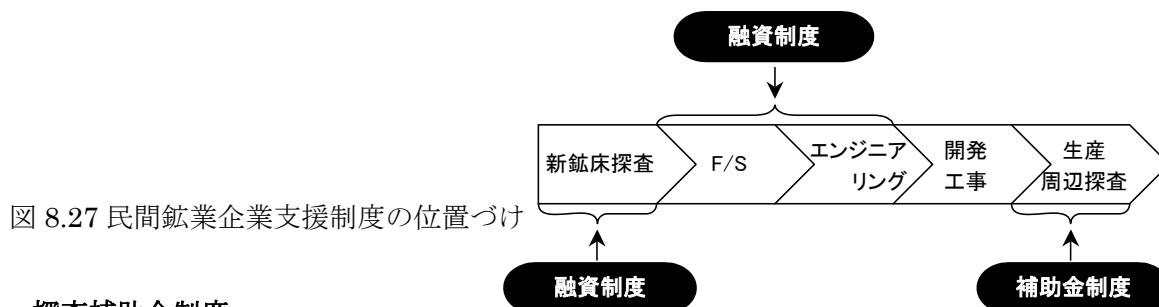 融資制度
新鉱床探査
F/S
エンジニア
リング
開発
工事
生産
周辺探査
図 8.27 民間鉱業企業支援制度の位置づけ
融資制度
補助金制度